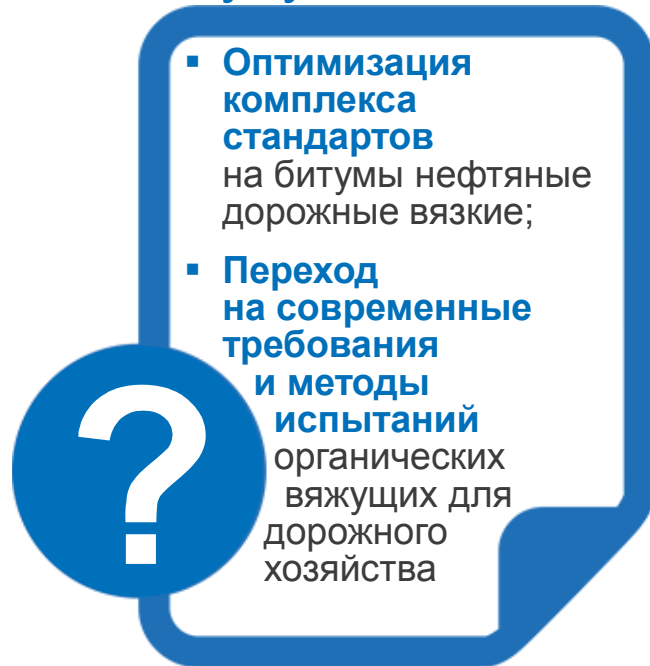 ▪ Оптимизация
комплекса
стандартов
на битумы нефтяные
дорожные вязкие;
▪ Переход
на современные
требования
и методы
испытаний
органических
вяжущих для
дорожного
хозяйства
?